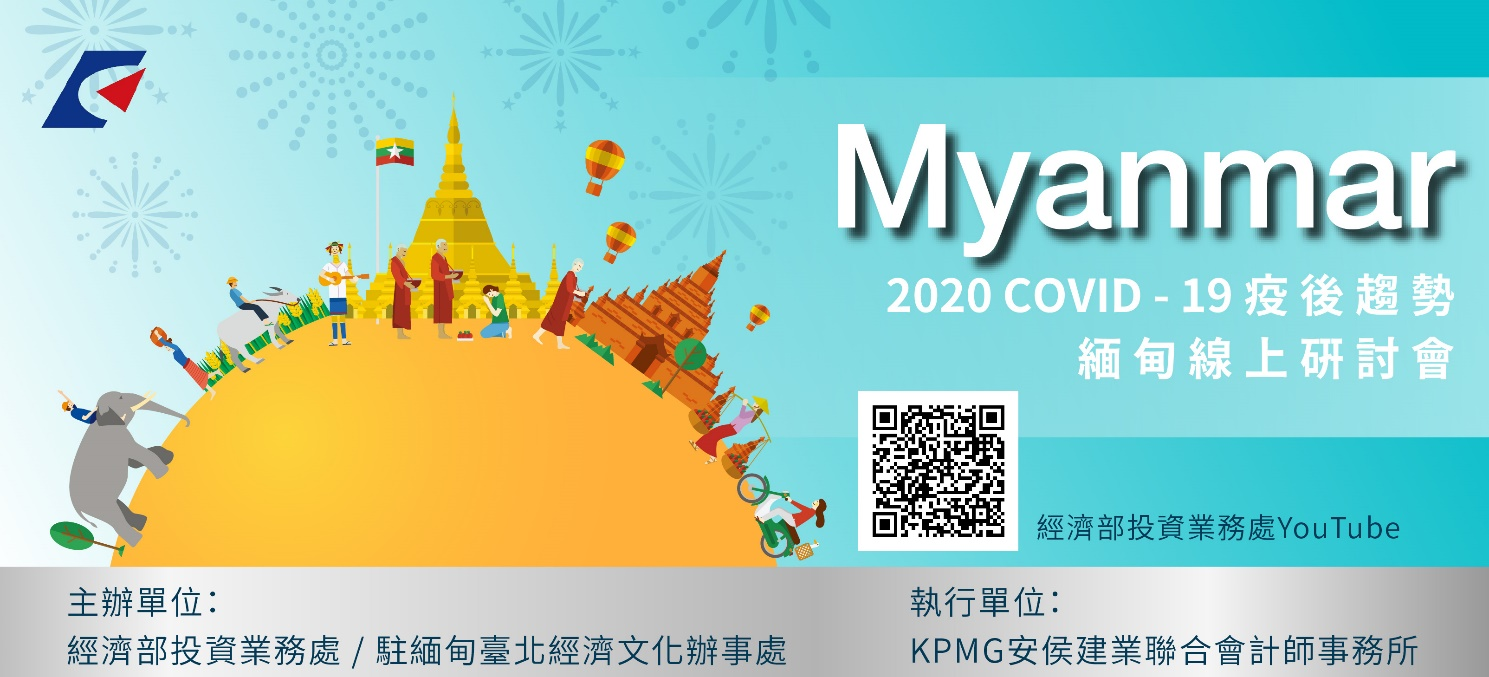 Myanmar
2020 COVID - 19 疫後趨勢
緬甸線上研討會
經濟部投資業務處YouTube
主辦單位：
經濟部投資業務處 / 駐緬甸臺北經濟文化辦事處
執行單位：
KPMG安侯建業聯合會計師事務所